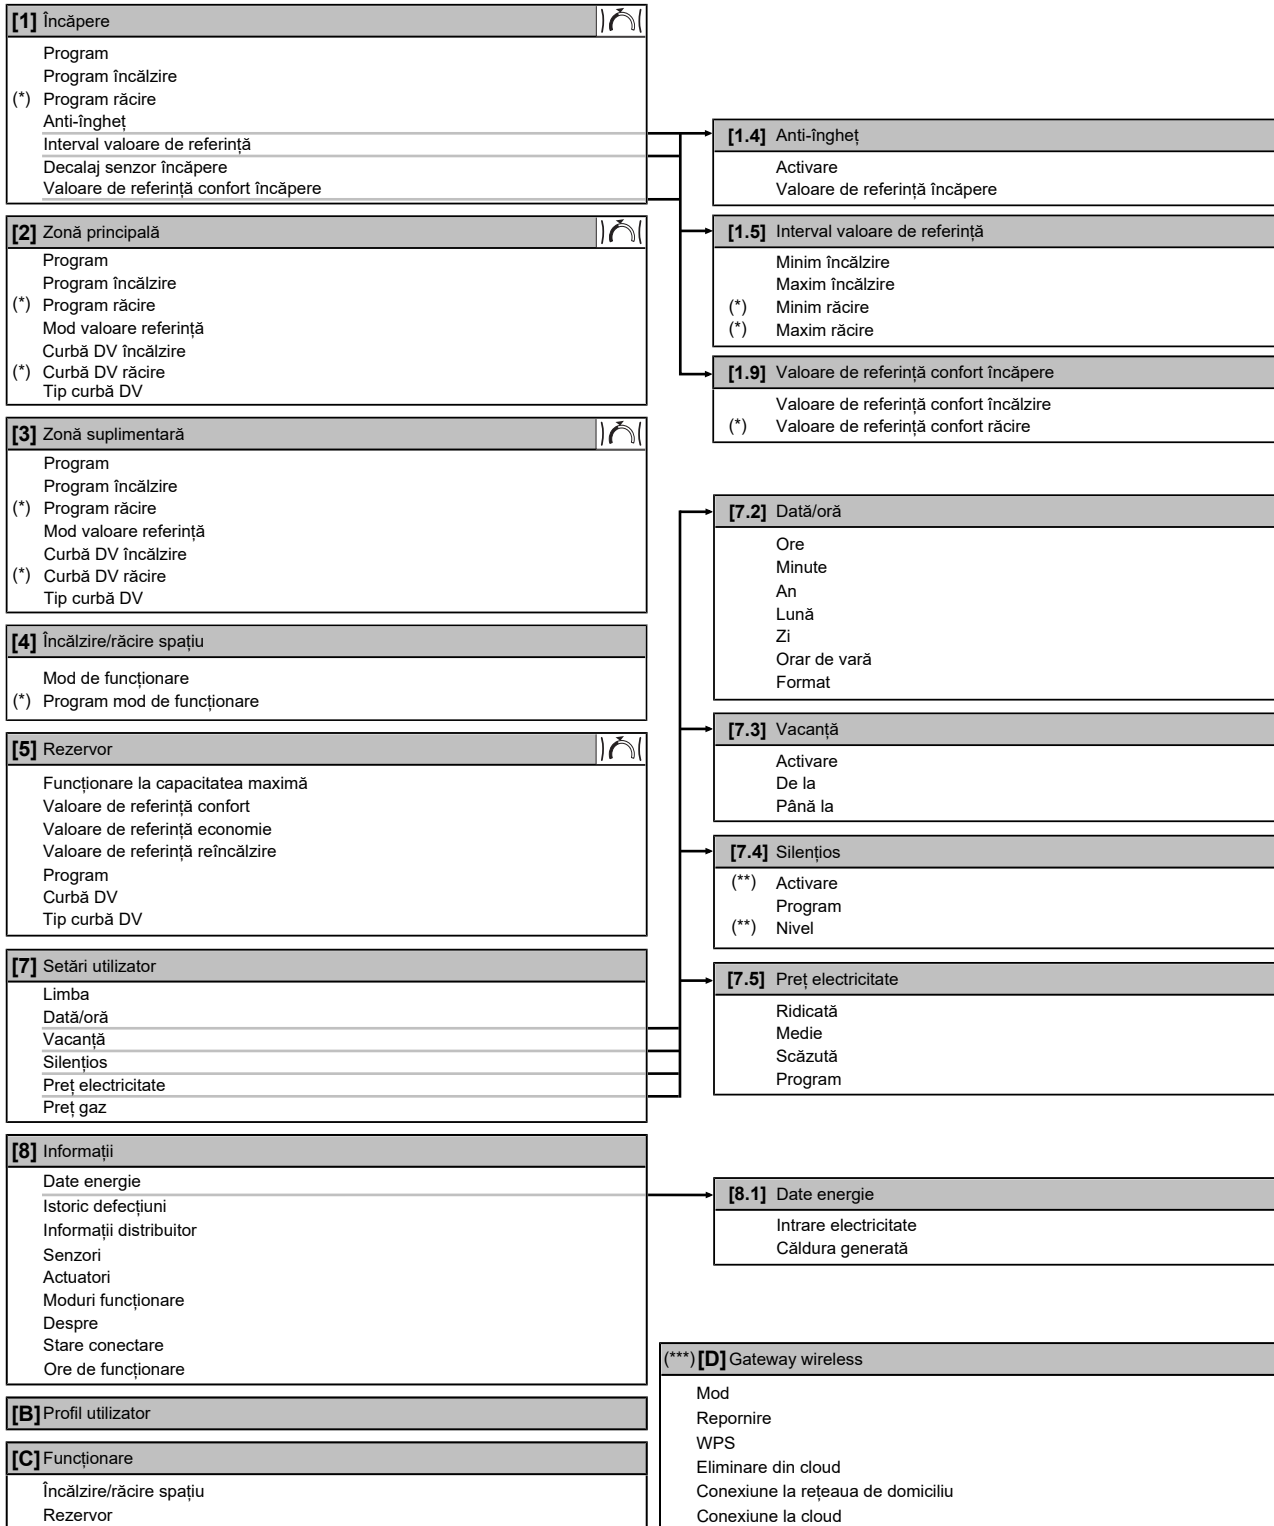 [1] Încăpere
Program
Program încălzire
(*) Program răcire
Anti-îngheț
Interval valoare de referință
Decalaj senzor încăpere
Valoare de referință confort încăpere
[2] Zonă principală
Program
Program încălzire
(*) Program răcire
Mod valoare referință
Curbă DV încălzire
(*) Curbă DV răcire
Tip curbă DV
[3] Zonă suplimentară
Program
Program încălzire
(*) Program răcire
Mod valoare referință
Curbă DV încălzire
(*) Curbă DV răcire
Tip curbă DV
[4] Încălzire/răcire spațiu
Mod de funcționare
(*) Program mod de funcționare
[5] Rezervor
Funcționare la capacitatea maximă
Valoare de referință confort
Valoare de referință economie
Valoare de referință reîncălzire
Program
Curbă DV
Tip curbă DV
[7] Setări utilizator
Limba
Dată/oră
Vacanță
Silențios
Preț electricitate
Preț gaz
[8] Informații
Date energie
Istoric defecțiuni
Informații distribuitor
Senzori
Actuatori
Moduri funcționare
Despre
Stare conectare
Ore de funcționare
[B] Profil utilizator
[C] Funcționare
Încălzire/răcire spațiu
Rezervor
[1.4] Anti-îngheț
Activare
Valoare de referință încăpere
[1.5] Interval valoare de referință
Minim încălzire
Maxim încălzire
(*) Minim răcire
(*) Maxim răcire
[1.9] Valoare de referință confort încăpere
Valoare de referință confort încălzire
(*) Valoare de referință confort răcire
[7.2] Dată/oră
Ore
Minute
An
Lună
Zi
Orar de vară
Format
[7.3] Vacanță
Activare
De la
Până la
[7.4] Silențios
(**) Activare
Program
(**) Nivel
[7.5] Preț electricitate
Ridicată
Medie
Scăzută
Program
[8.1] Date energie
Intrare electricitate
Căldura generată
(***) [D] Gateway wireless
Mod
Repornire
WPS
Eliminare din cloud
Conexiune la rețeaua de domiciliu
Conexiune la cloud